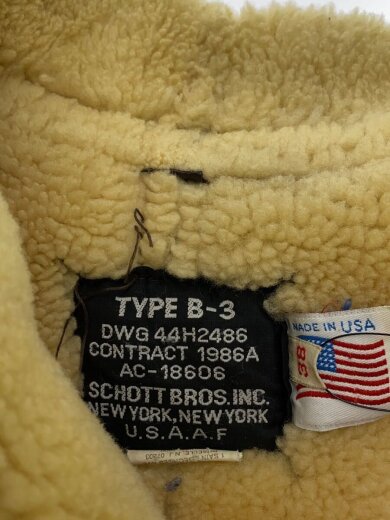 TYPE B-3
DWG 44H2486
CONTRACT 1986A
AC-18606
SCHOTT BROS. INC.
NEW YORK, NEW YORK
U.S.A.A.F
MADE IN USA
38